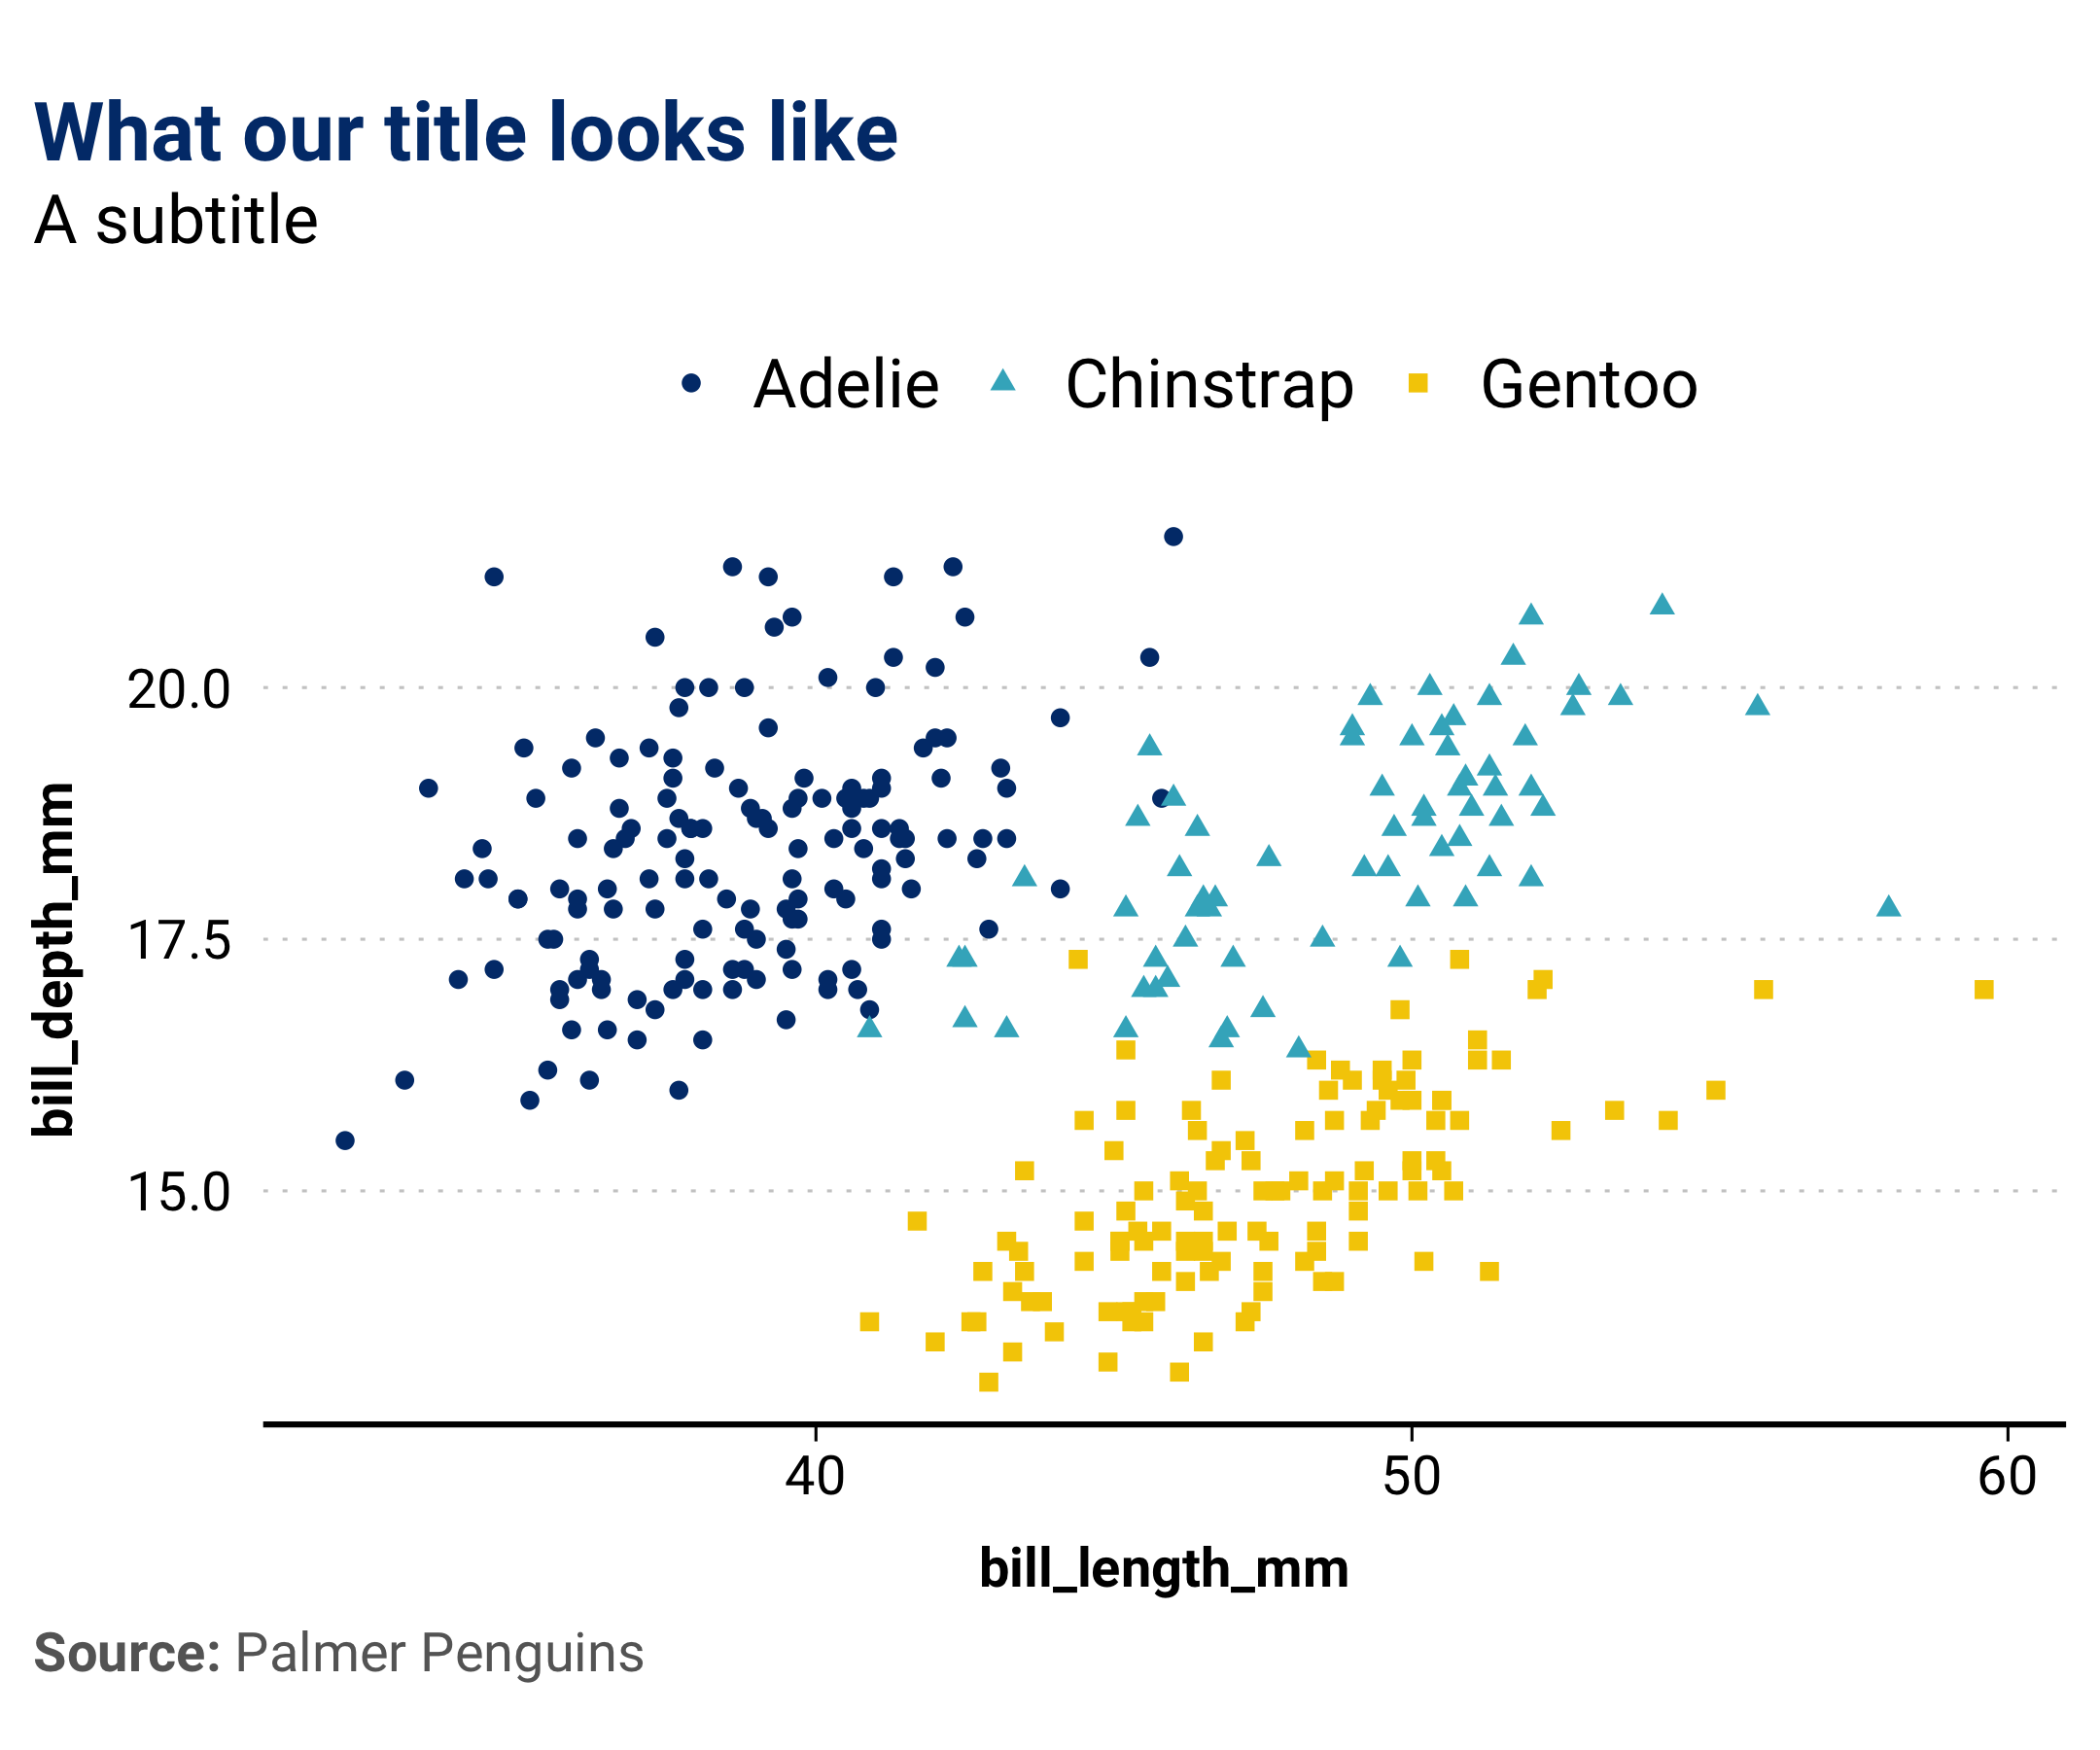 What our title looks like
A subtitle
Adelie Chinstrap Gentoo
bill_depth_mm
20.0
17.5
15.0
40 50 60
bill_length_mm
Source: Palmer Penguins